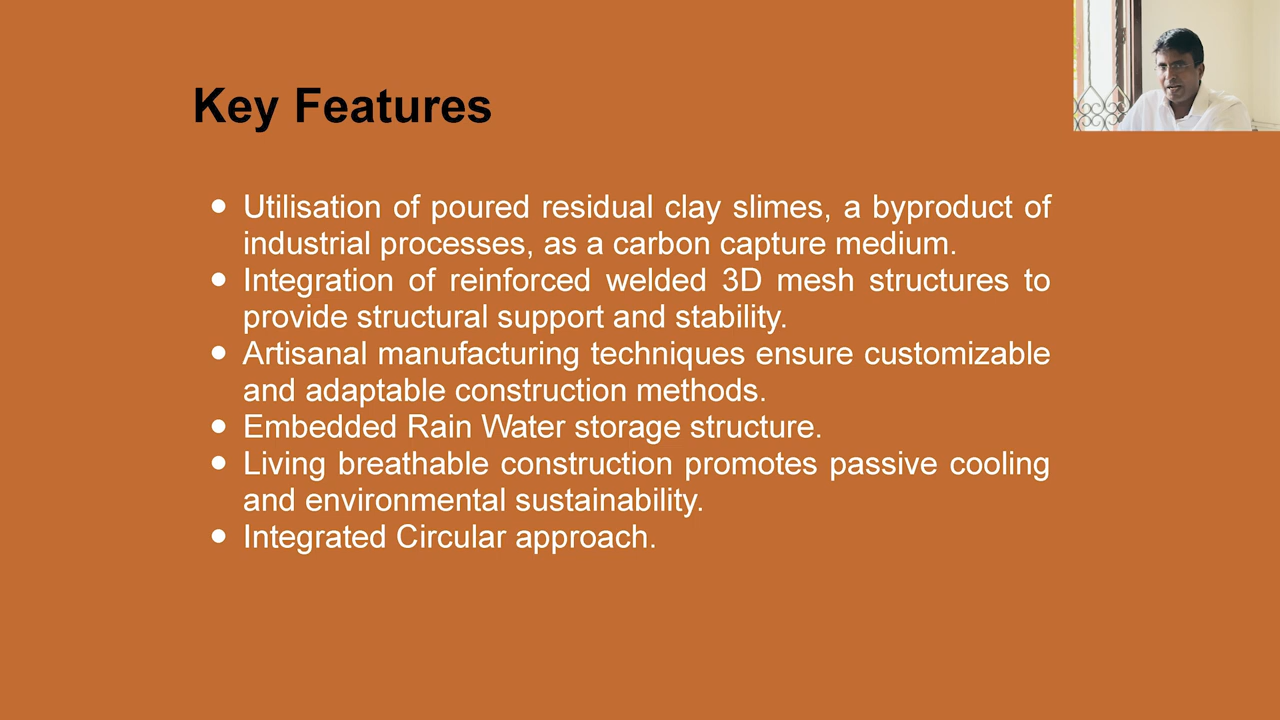 Key Features
● Utilisation of poured residual clay slimes, a byproduct of
industrial processes, as a carbon capture medium.
● Integration of reinforced welded 3D mesh structures to
provide structural support and stability.
● Artisanal manufacturing techniques ensure customizable
and adaptable construction methods.
● Embedded Rain Water storage structure.
● Living breathable construction promotes passive cooling
and environmental sustainability.
● Integrated Circular approach.